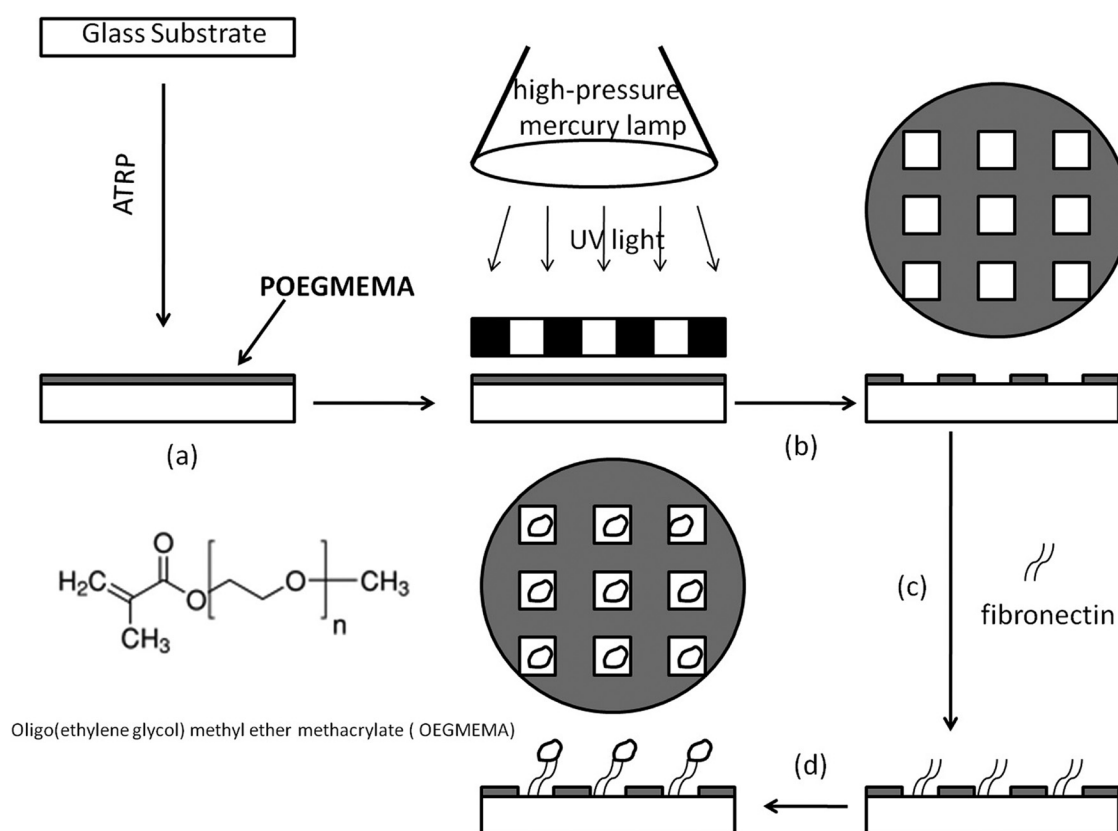 Glass Substrate
ATRP
POEGMEMA
(a)
high-pressure
mercury lamp
UV light
(b)
(c)
fibronectin
(d)
H₂C
O
O
O
CH₃
CH₃
n
Oligo(ethylene glycol) methyl ether methacrylate ( OEGMEMA)